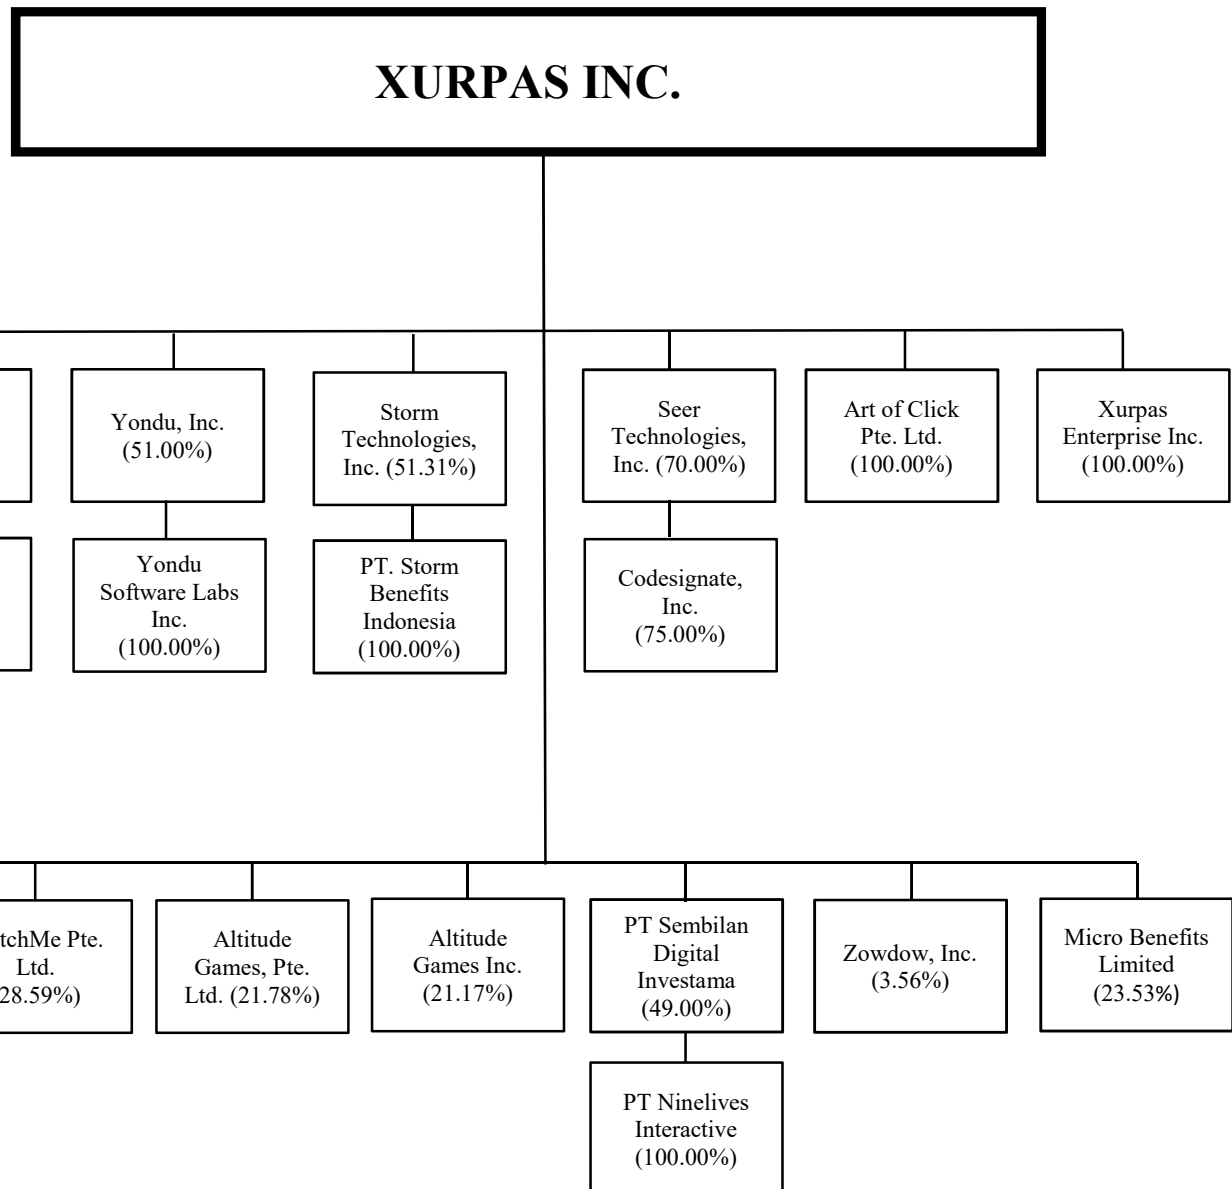 XURPAS INC.
Yondu, Inc.
(51.00%)
Storm
Technologies,
Inc. (51.31%)
Seer
Technologies,
Inc. (70.00%)
Art of Click
Pte. Ltd.
(100.00%)
Xurpas
Enterprise Inc.
(100.00%)
Yondu
Software Labs
Inc.
(100.00%)
PT. Storm
Benefits
Indonesia
(100.00%)
Codesignate,
Inc.
(75.00%)
tchMe Pte.
Ltd.
28.59%)
Altitude
Games, Pte.
Ltd. (21.78%)
Altitude
Games Inc.
(21.17%)
PT Sembilan
Digital
Investama
(49.00%)
Zowdow, Inc.
(3.56%)
Micro Benefits
Limited
(23.53%)
PT Ninelives
Interactive
(100.00%)